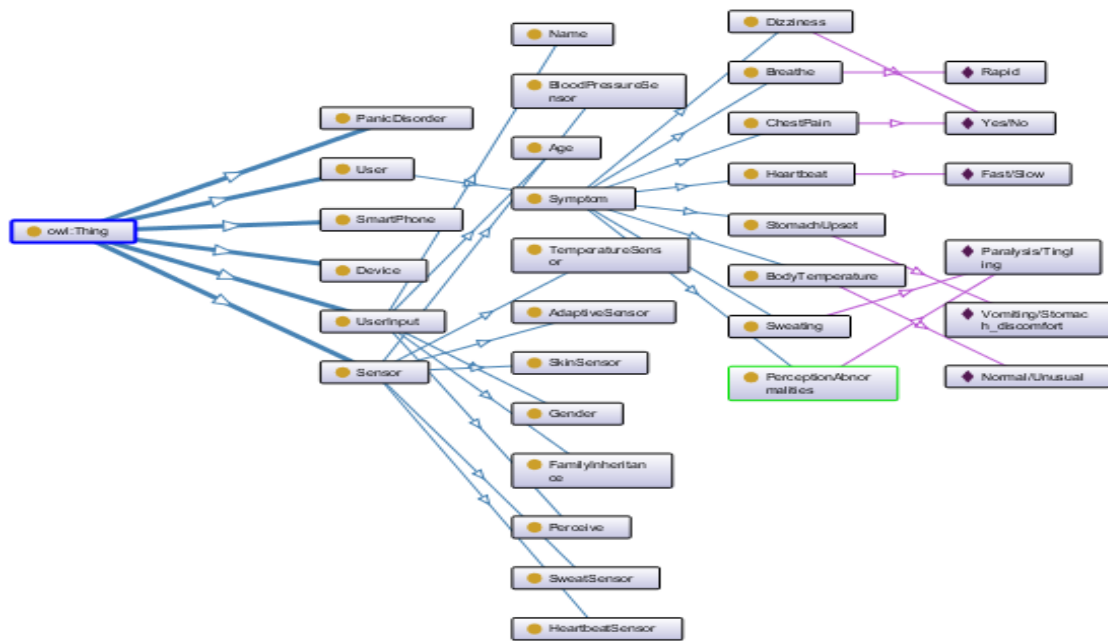 owl:Thing
PanicDisorder
User
SmartPhone
Device
UserInput
Sensor
Name
BloodPressureSe
nsor
Age
Symptom
TemperatureSens
or
AdaptiveSensor
SkinSensor
Gender
FamilyInheritan
ce
Perceive
SweatSensor
HeartbeatSensor
Dizziness
Breathe
ChestPain
Heartbeat
StomachUpset
BodyTemperature
Sweating
PerceptionAbnor
malities
Rapid
Yes/No
Fast/Slow
Paralysis/Tingl
ing
Vomiting/Stomac
h_discomfort
Normal/Unusual